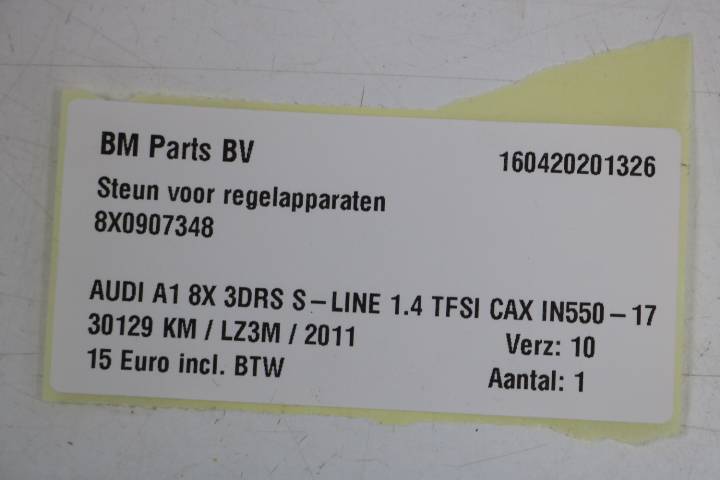 BM Parts BV 160420201326
Steun voor regelapparaten
8X0907348
AUDI A1 8X 3DRS S-LINE 1.4 TFSI CAX IN550-17
30129 KM / LZ3M / 2011 Verz: 10
15 Euro incl. BTW Aantal: 1